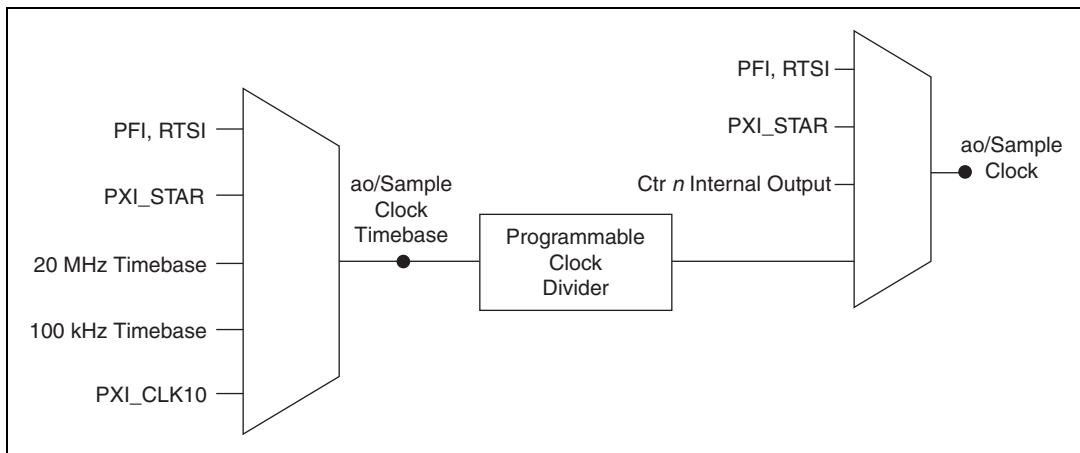 PFI, RTSI
PXI_STAR
20 MHz Timebase
100 kHz Timebase
PXI_CLK10
ao/Sample
Clock
Timebase
Programmable
Clock
Divider
PFI, RTSI
PXI_STAR
Ctr n Internal Output
ao/Sample
Clock